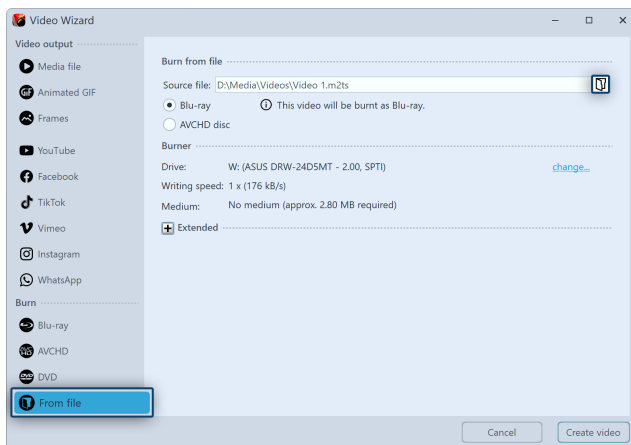 Video Wizard
Video output
Media file
GIF Animated GIF
Frames
YouTube
Facebook
TikTok
Vimeo
Instagram
WhatsApp
Burn
Blu-ray
AVCHD
DVD DVD
From file
Burn from file
Source file: D:\Media\Videos\Video 1.m2ts
Blu-ray
This video will be burnt as Blu-ray.
AVCHD disc
Burner
Drive: W: (ASUS DRW-24D5MT - 2.00, SPTI) change...
Writing speed: 1 x (176 kB/s)
Medium: No medium (approx. 2.80 MB required)
Extended
Cancel
Create video